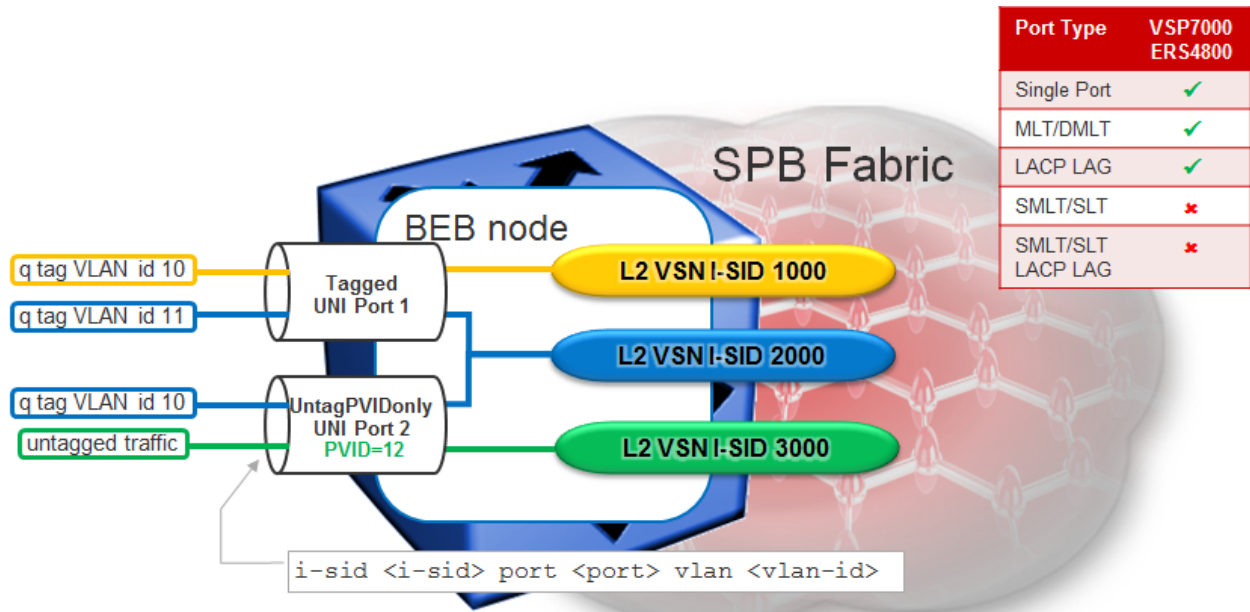 Port Type VSP7000
ERS4800
Single Port ✔
MLT/DMLT ✔
LACP LAG ✔
SMLT/SLT ✖
SMLT/SLT ✖
LACP LAG
SPB Fabric
BEB node
q tag VLAN id 10
Tagged
UNI Port 1
L2 VSN I-SID 1000
q tag VLAN id 11
L2 VSN I-SID 2000
q tag VLAN id 10
UntagPVIDonly
UNI Port 2
PVID=12
untagged traffic
L2 VSN I-SID 3000
i-sid <i-sid> port <port> vlan <vlan-id>